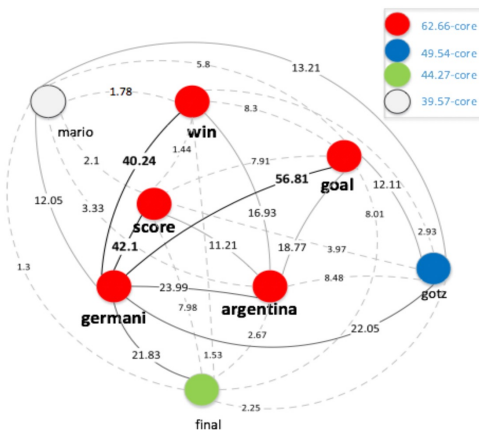 62.66-core
49.54-core
44.27-core
39.57-core
5.8
13.21
1.78
8.3
mario
win
1.44
40.24
2.1
7.91
56.81
goal
12.11
12.05
3.33
score
16.93
8.01
2.93
42.1
11.21
18.77
3.97
1.3
23.99
8.48
gotz
germani
7.98
argentina
22.05
2.67
21.83
1.53
2.25
final